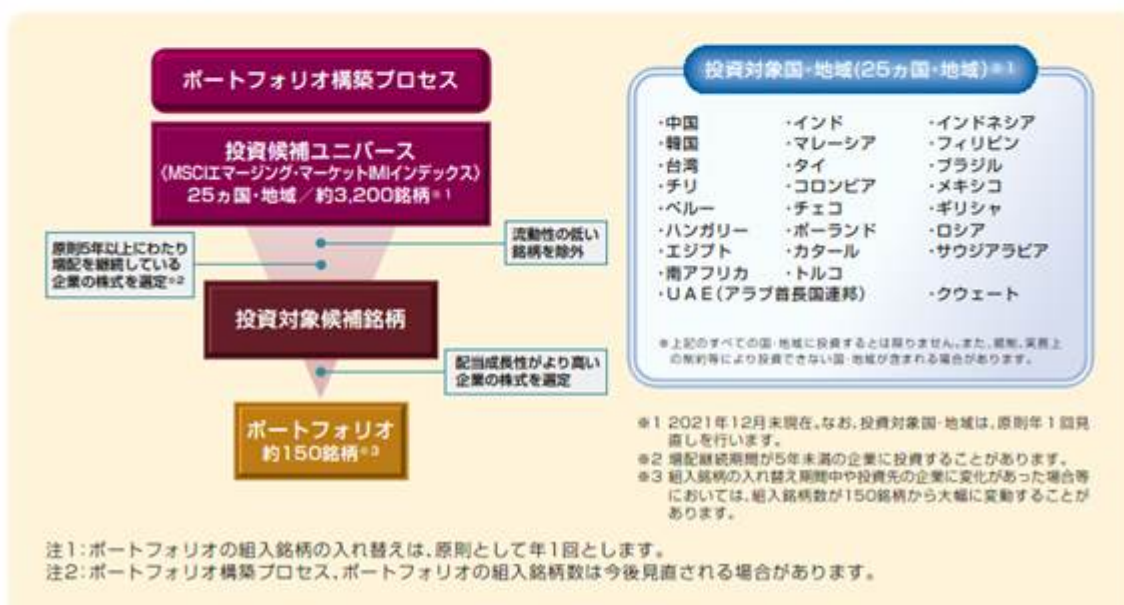 ポートフォリオ構築プロセス
投資候補ユニバース
〈MSCIエマージング・マーケットIMIインデックス〉
25ヵ国・地域/約3,200銘柄※1
原則5年以上にわたり
増配を継続している
企業の株式を選定※2
流動性の低い
銘柄を除外
投資対象候補銘柄
配当成長性がより高い
企業の株式を選定
ポートフォリオ
約150銘柄※3
投資対象国・地域(25ヵ国・地域)※1
・中国 ・インド ・インドネシア
・韓国 ・マレーシア ・フィリピン
・台湾 ・タイ ・ブラジル
・チリ ・コロンビア ・メキシコ
・ペルー ・チェコ ・ギリシャ
・ハンガリー ・ポーランド ・ロシア
・エジプト ・カタール ・サウジアラビア
・南アフリカ ・トルコ
・UAE(アラブ首長国連邦) ・クウェート
※上記のすべての国・地域に投資するとは限りません。また、規制、実務上
の制約等により投資できない国・地域が含まれる場合があります。
※1 2021年12月末現在。なお、投資対象国・地域は、原則年1回見
直しを行います。
※2 増配継続期間が5年未満の企業に投資することがあります。
※3 組入銘柄の入れ替え期間中や投資先の企業に変化があった場合等
においては、組入銘柄数が150銘柄から大幅に変動することが
あります。
注1:ポートフォリオの組入銘柄の入れ替えは、原則として年1回とします。
注2:ポートフォリオ構築プロセス、ポートフォリオの組入銘柄数は今後見直される場合があります。